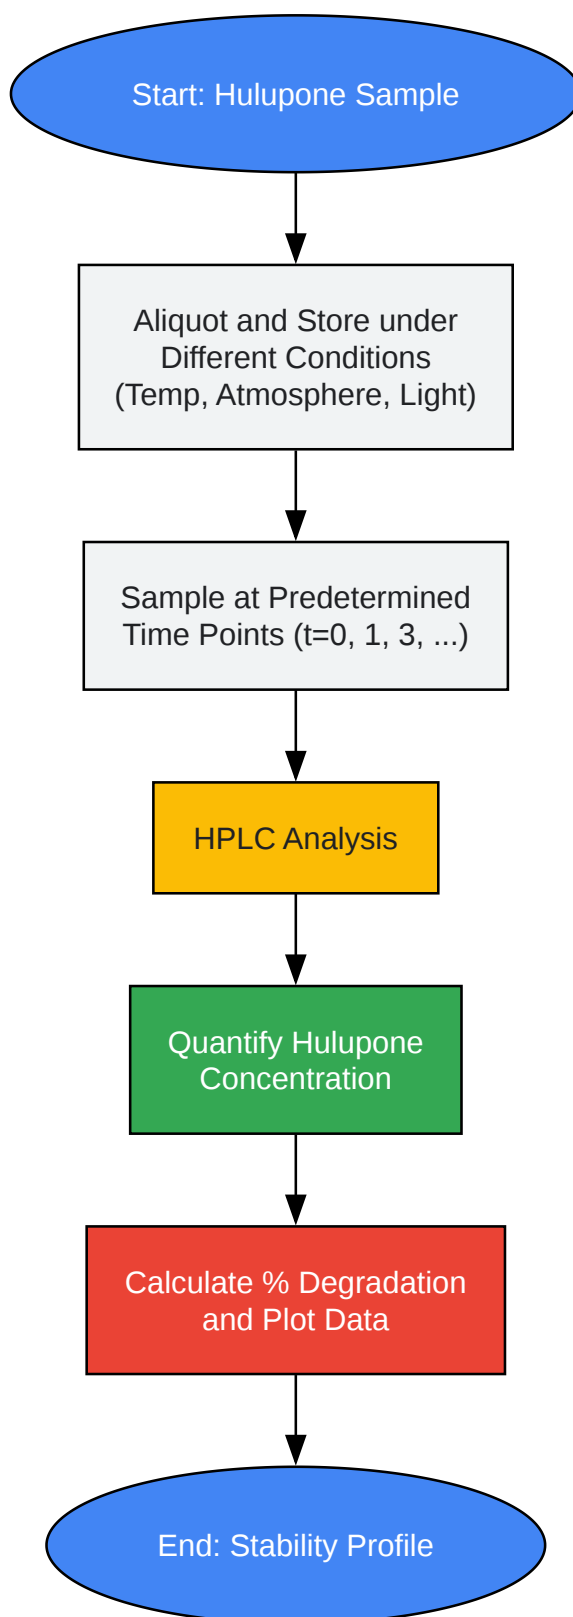 Start: Hulupone Sample
Aliquot and Store under
Different Conditions
(Temp, Atmosphere, Light)
Sample at Predetermined
Time Points (t=0, 1, 3, ...)
HPLC Analysis
Quantify Hulupone
Concentration
Calculate % Degradation
and Plot Data
End: Stability Profile